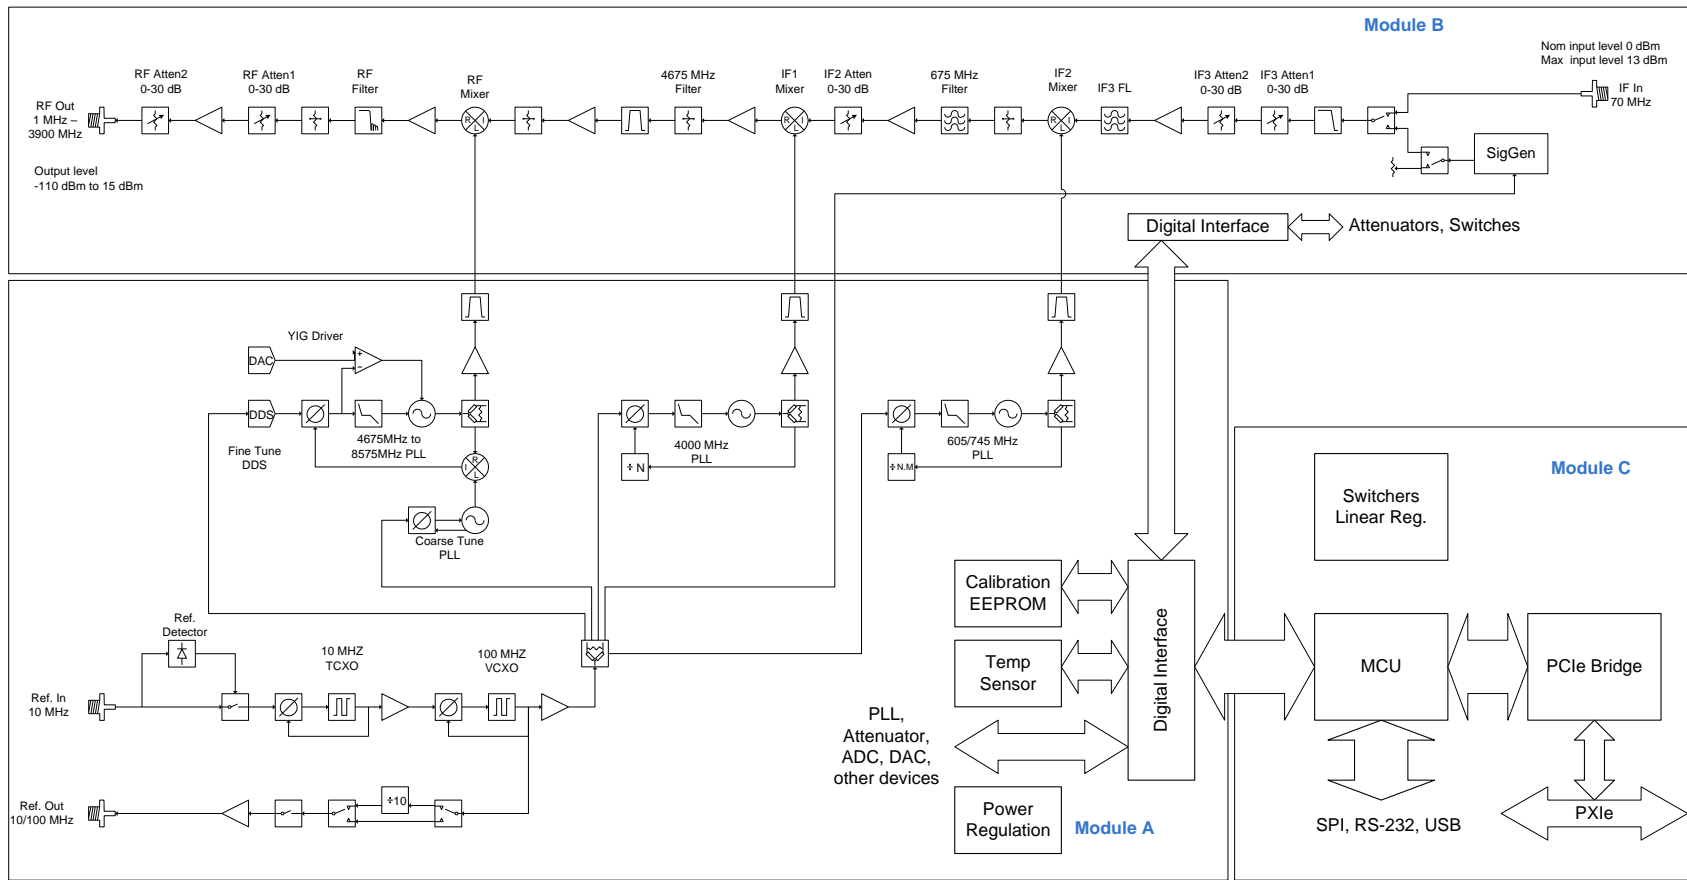 Module B
Nom input level 0 dBm
Max input level 13 dBm
RF Atten2
0-30 dB
RF Atten1
0-30 dB
RF
Filter
RF
Mixer
4675 MHz
Filter
IF1
Mixer
IF2 Atten
0-30 dB
675 MHz
Filter
IF2
Mixer
IF3 FL
IF3 Atten2
0-30 dB
IF3 Atten1
0-30 dB
IF In
70 MHz
RF Out
1 MHz –
3900 MHz
R
I
L
R
I
L
R
I
L
SigGen
Output level
-110 dBm to 15 dBm
Digital Interface
Attenuators, Switches
YIG Driver
DAC
+
−
DDS
Fine Tune
DDS
4675MHz to
8575MHz PLL
R
I
L
Coarse Tune
PLL
4000 MHz
PLL
÷ N
605/745 MHz
PLL
÷ N.M
Module C
Switchers
Linear Reg.
Calibration
EEPROM
Temp
Sensor
Digital Interface
MCU
PCIe Bridge
Ref.
Detector
10 MHZ
TCXO
100 MHZ
VCXO
Ref. In
10 MHz
PLL,
Attenuator,
ADC, DAC,
other devices
Ref. Out
10/100 MHz
÷10
Power
Regulation
Module A
SPI, RS-232, USB
PXIe